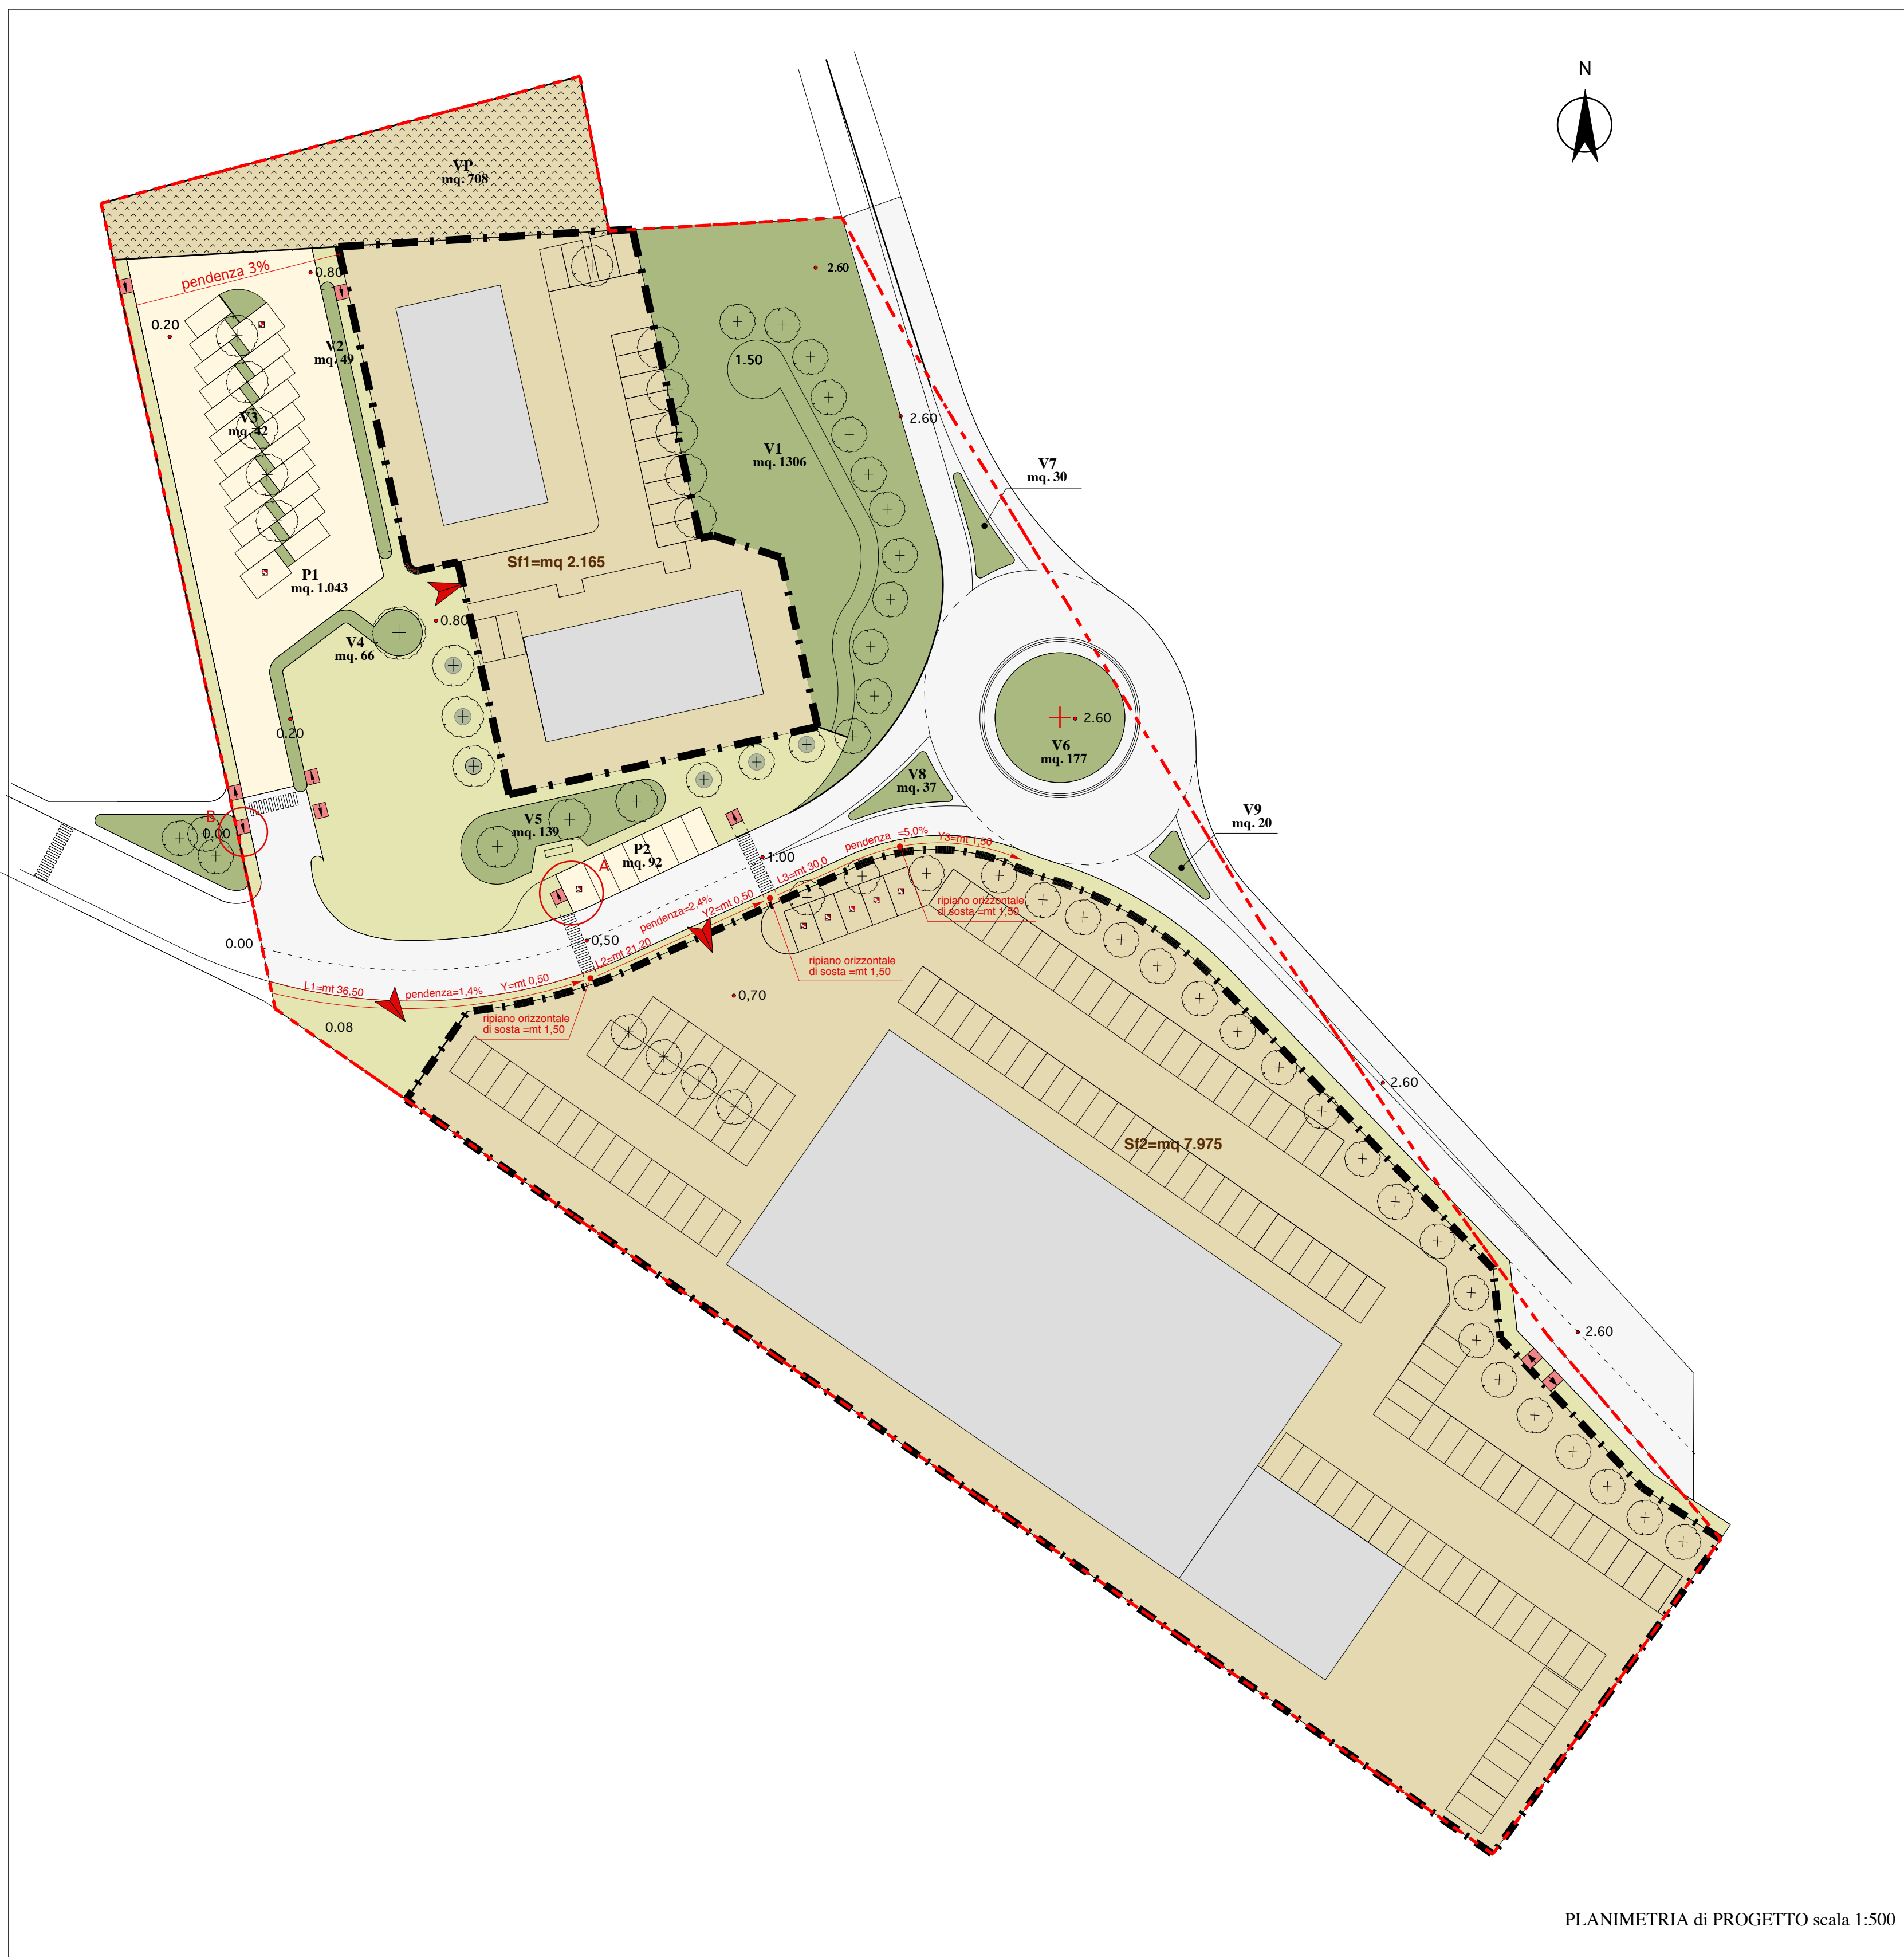 N
VP
mq. 708
pendenza 3%
0.80
2.60
0.20
V2
mq. 49
1.50
2.60
V3
mq. 42
V1
mq. 1306
V7
mq. 30
Sf1=mq 2.165
P1
mq. 1.043
0.80
V4
mq. 66
0.20
2.60
V6
mq. 177
V8
mq. 37
V9
mq. 20
B
0.00
V5
mq. 139
P2
mq. 92
A
1.00
L3=mt 30.0
pendenza =5,0%
Y3=mt 1,50
ripiano orizzontale
di sosta =mt 1,50
pendenza=2,4%
Y2=mt 0,50
0,50
L2=mt 21,20
0.00
ripiano orizzontale
di sosta =mt 1,50
L1=mt 36,50
pendenza=1,4%
Y=mt 0,50
0,70
ripiano orizzontale
di sosta =mt 1,50
0.08
2.60
Sf2=mq 7.975
2.60
PLANIMETRIA di PROGETTO scala 1:500